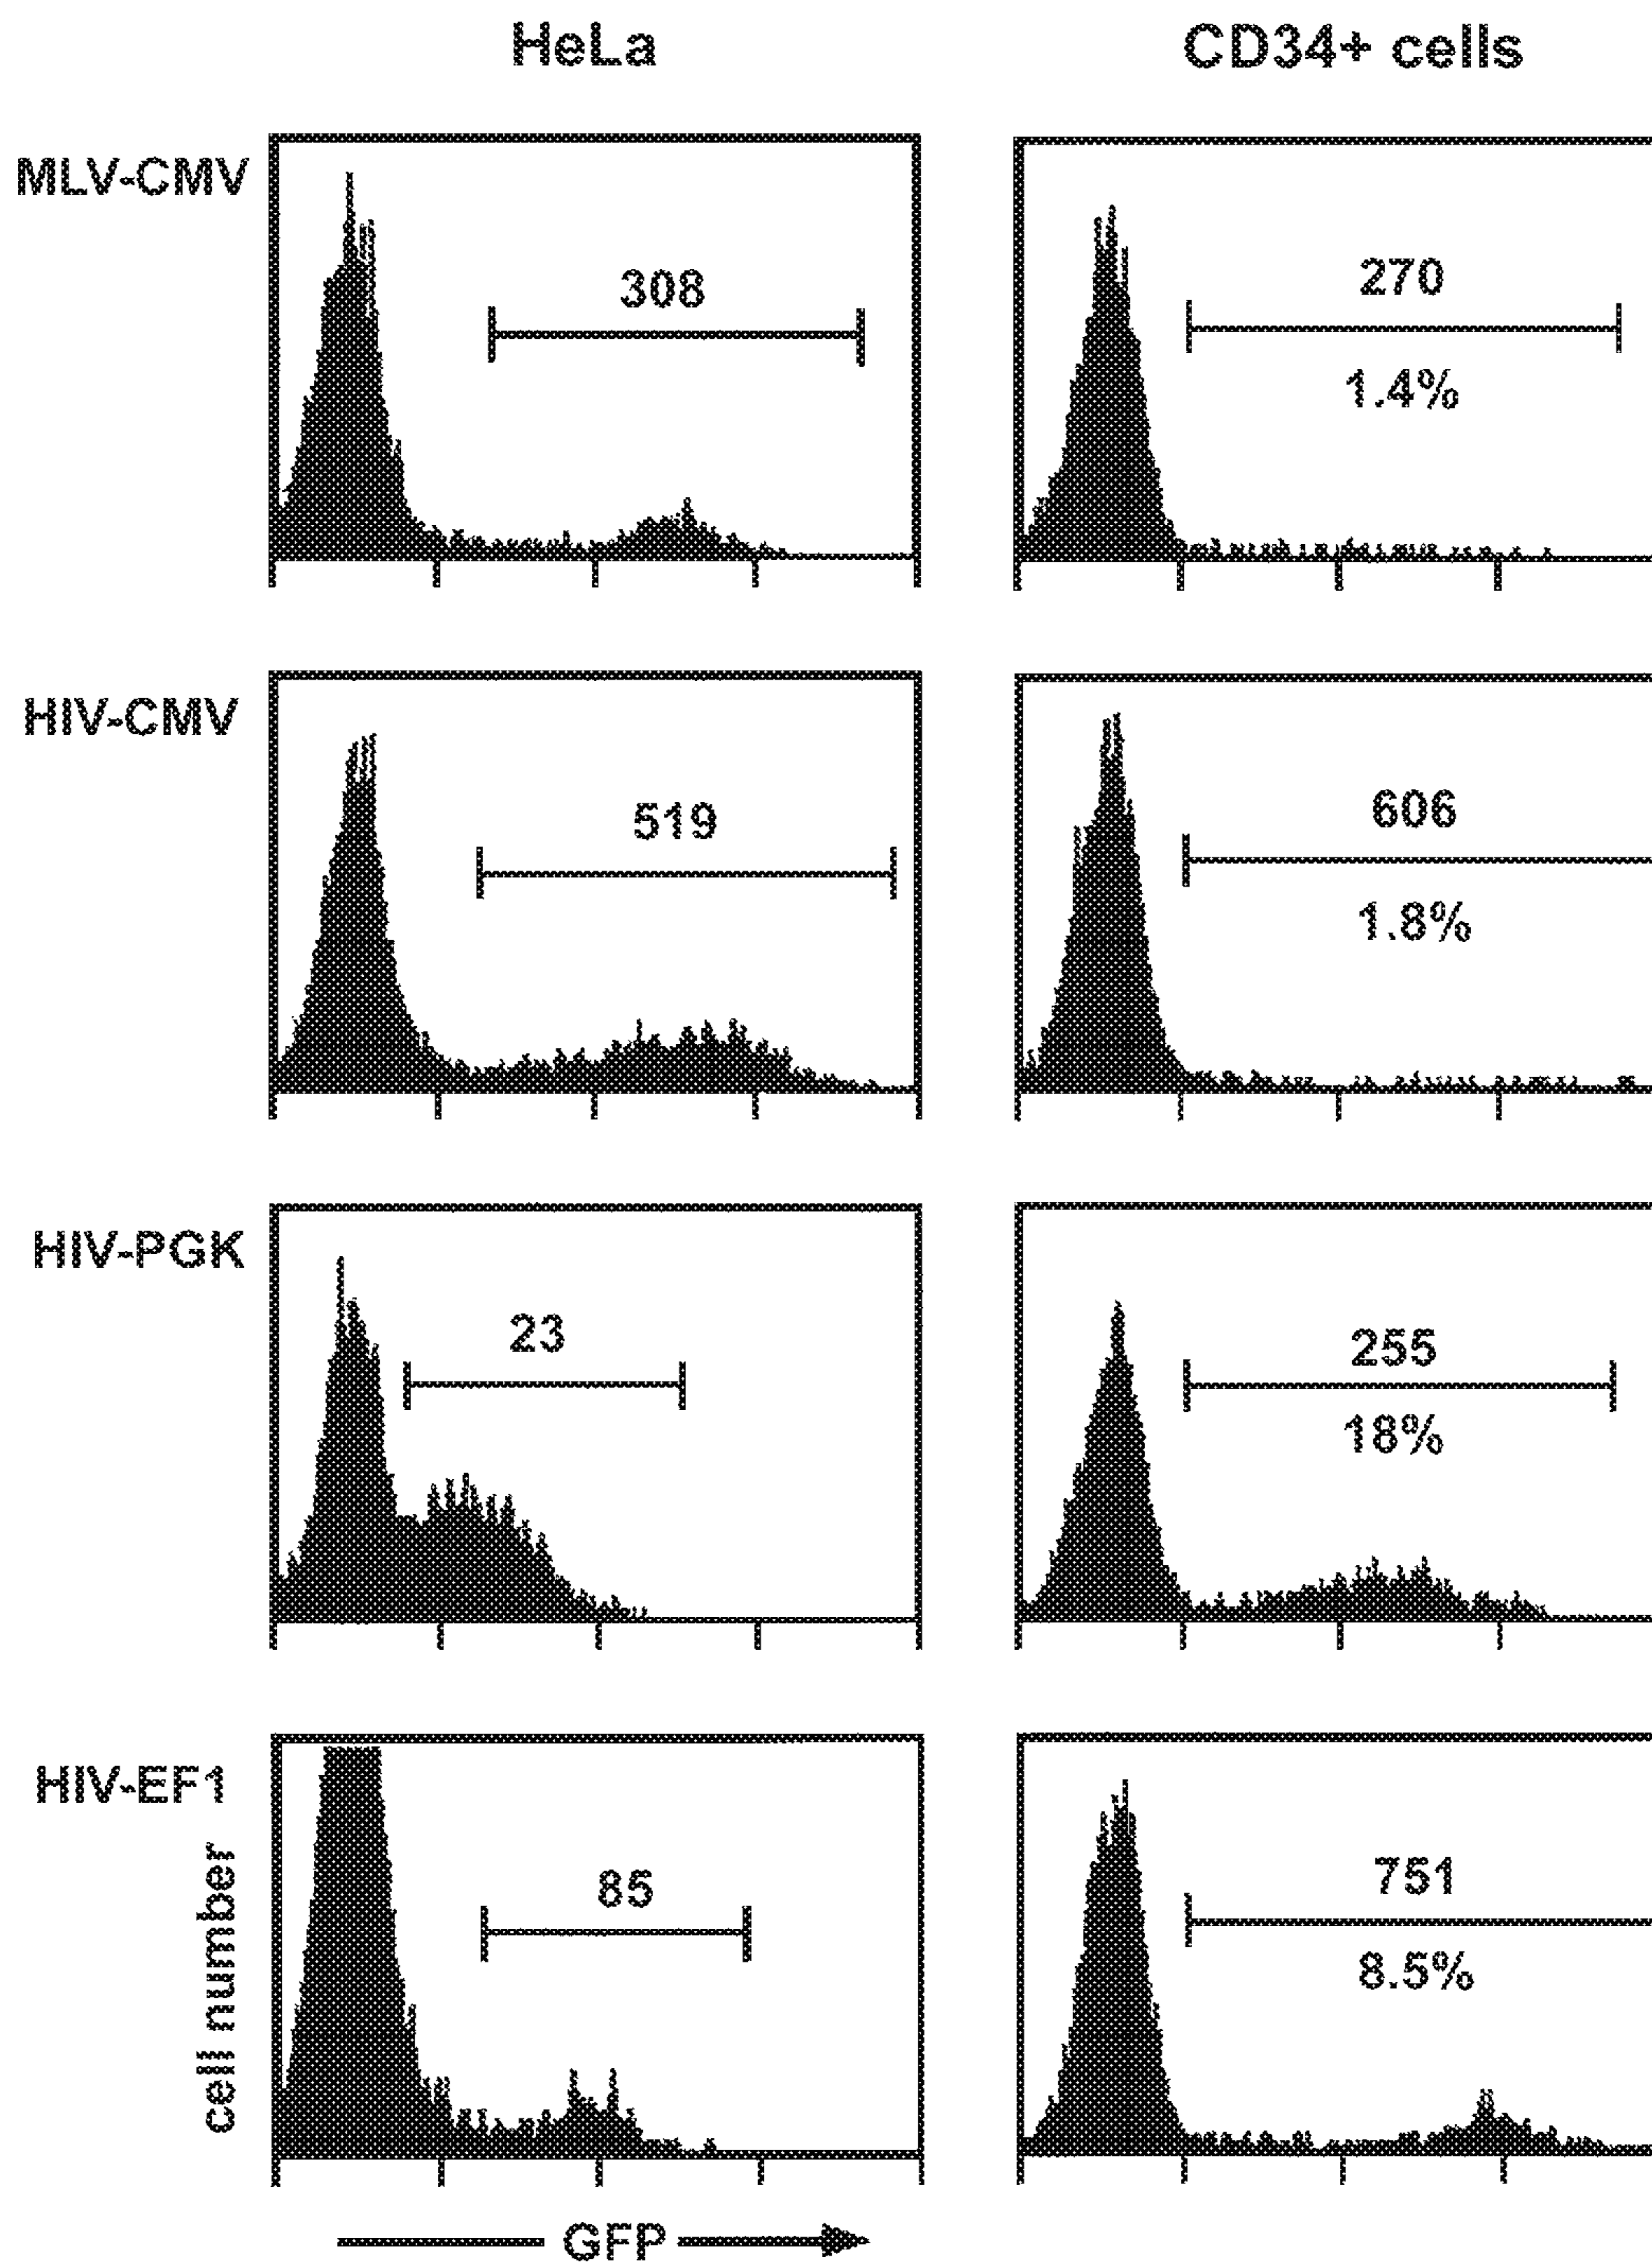 HeLa
CD34+ cells
MLV-CMV
308
270
1.4%
HIV-CMV
519
606
1.8%
HIV-PGK
23
255
18%
HIV-EF1
85
751
8.5%
cell number
GFP